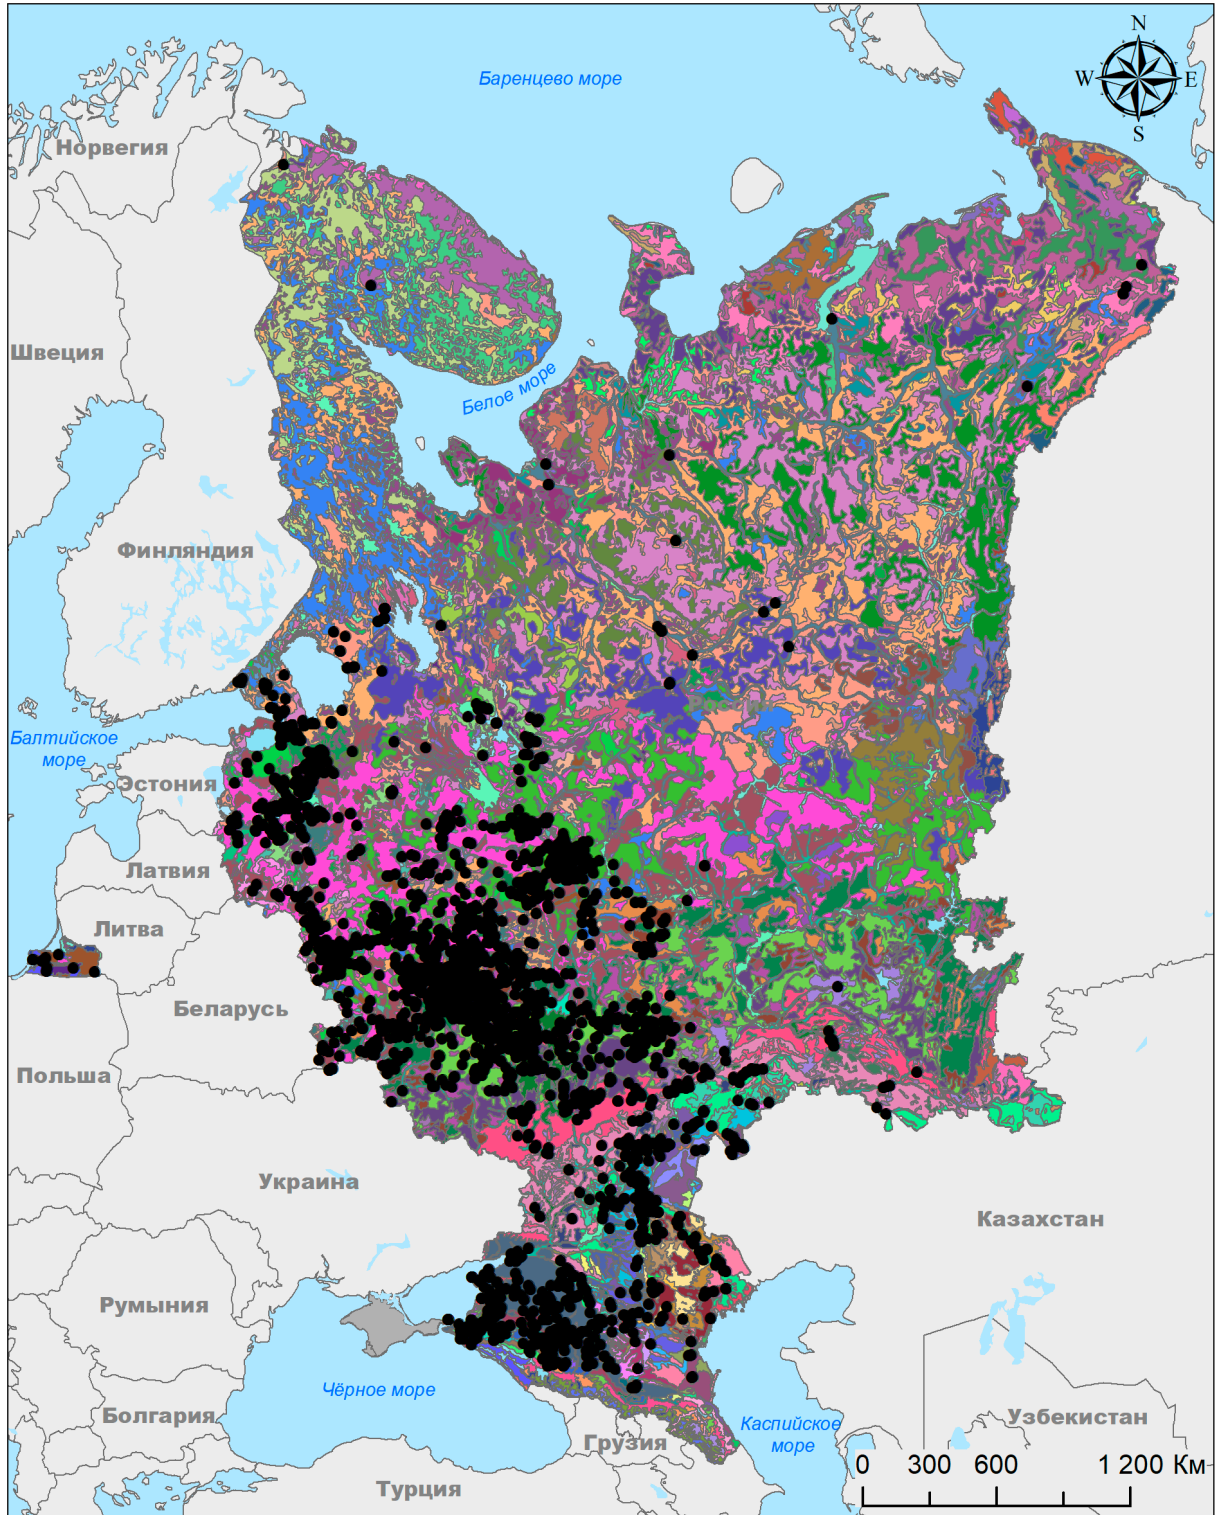 N
Баренцево море
W
E
S
Норвегия
Швеция
Белое море
Финляндия
Балтийское
море
Эстония
Латвия
Литва
Беларусь
Польша
Украина
Казахстан
Румыния
Чёрное море
Болгария
Узбекистан
Каспийское
море
Грузия
Турция
0 300 600 1 200 Км